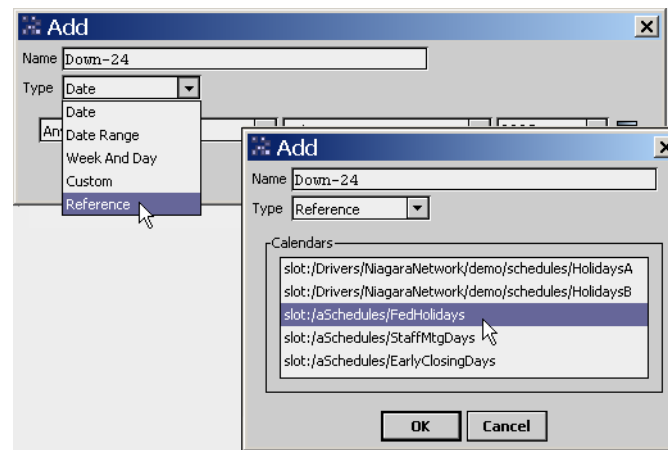 Add
Name Down-24
Type Date
Date
Date Range
Week And Day
Custom
Reference
Add
Name Down-24
Type Reference
Calendars
slot:/Drivers/NiagaraNetwork/demo/schedules/HolidaysA
slot:/Drivers/NiagaraNetwork/demo/schedules/HolidaysB
slot:/aSchedules/FedHolidays
slot:/aSchedules/StaffMtgDays
slot:/aSchedules/EarlyClosingDays
OK Cancel